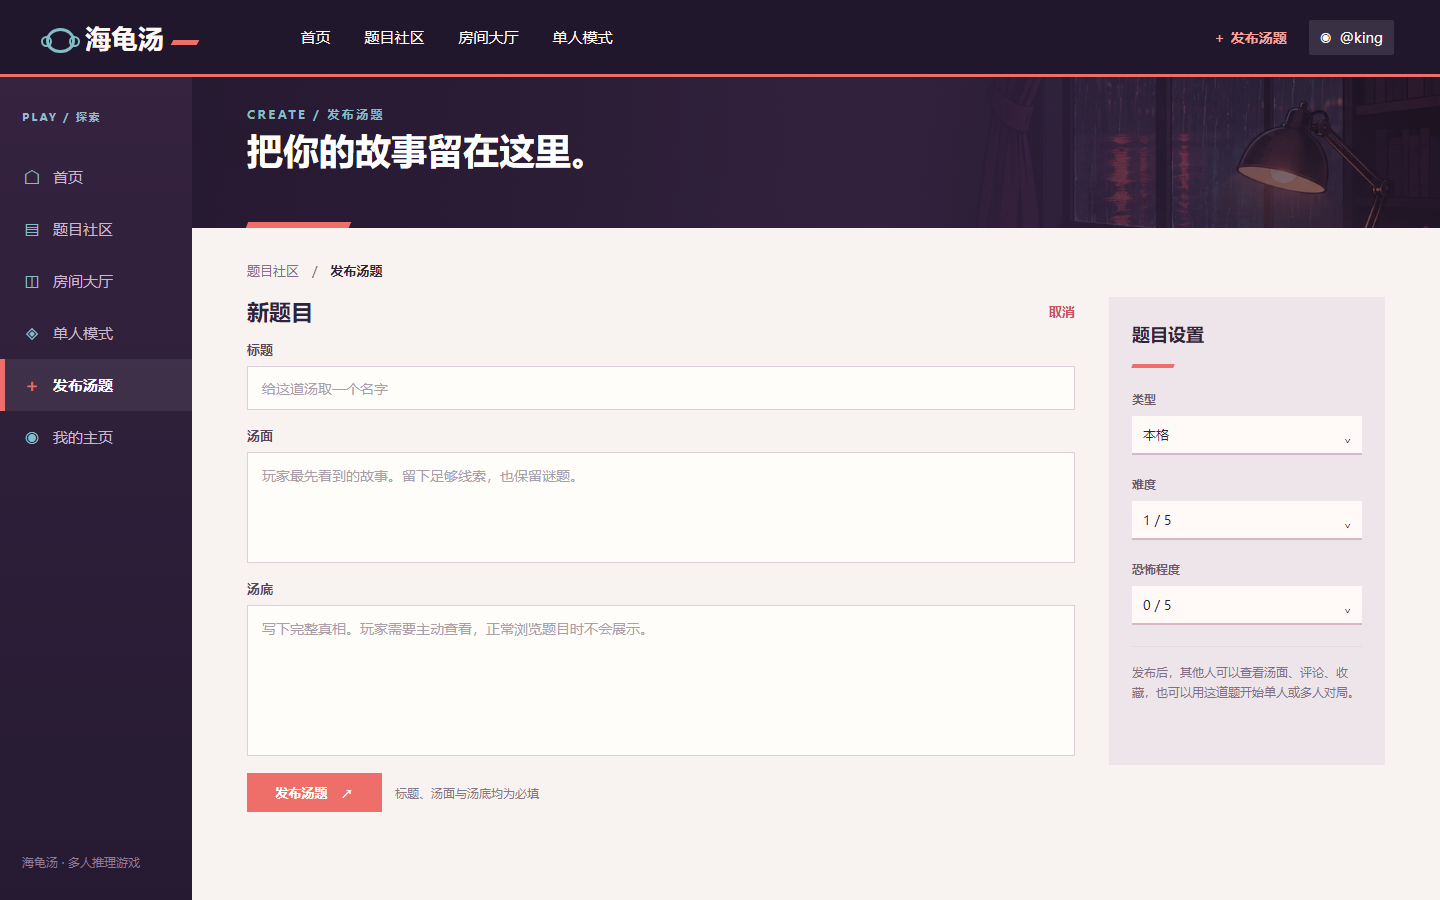 海龟汤
首页 题目社区 房间大厅 单人模式
+ 发布汤题
@king
PLAY / 探索
首页
题目社区
房间大厅
单人模式
+ 发布汤题
我的主页
海龟汤 · 多人推理游戏
CREATE / 发布汤题
把你的故事留在这里。
题目社区 / 发布汤题
新题目
取消
标题
给这道汤取一个名字
汤面
玩家最先看到的故事。留下足够线索，也保留谜题。
汤底
写下完整真相。玩家需要主动查看，正常浏览题目时不会展示。
发布汤题 ↗
标题、汤面与汤底均为必填
题目设置
类型
本格
难度
1 / 5
恐怖程度
0 / 5
发布后，其他人可以查看汤面、评论、收
藏，也可以用这道题开始单人或多人对局。